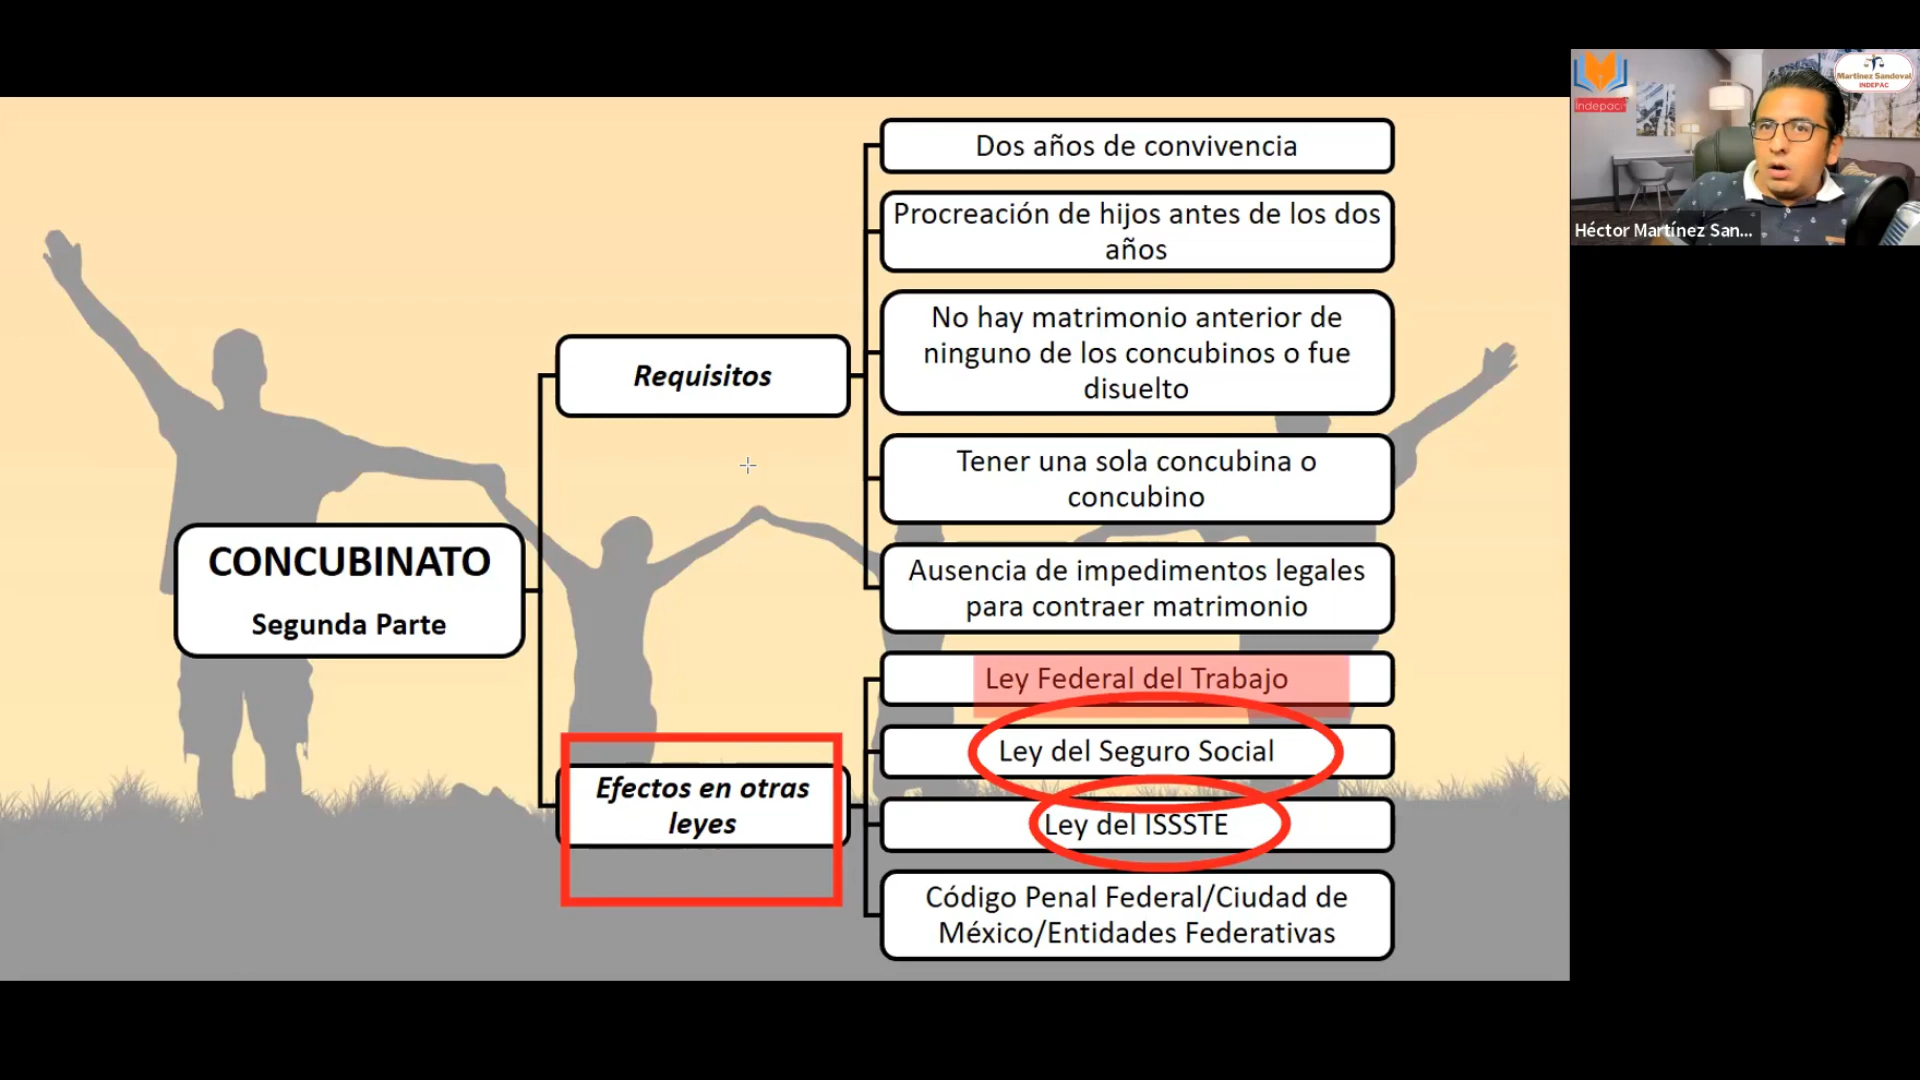 CONCUBINATO
Segunda Parte
Requisitos
Dos años de convivencia
Procreación de hijos antes de los dos
años
No hay matrimonio anterior de
ninguno de los concubinos o fue
disuelto
Tener una sola concubina o
concubino
Ausencia de impedimentos legales
para contraer matrimonio
Efectos en otras
leyes
Ley Federal del Trabajo
Ley del Seguro Social
Ley del ISSSTE
Código Penal Federal/Ciudad de
México/Entidades Federativas
Indepac
Martínez Sandoval
INDEPAC
Héctor Martínez San...